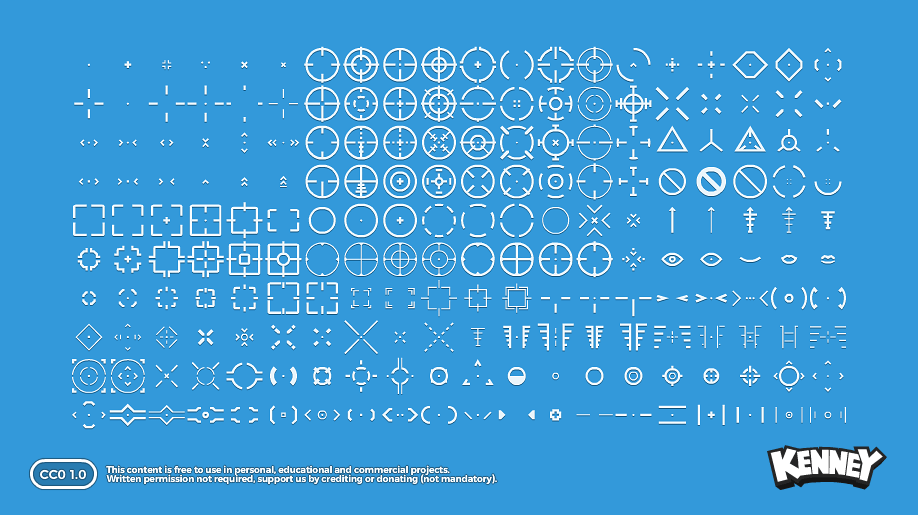 CC0 1.0
This content is free to use in personal, educational and commercial projects.
Written permission not required, support us by crediting or donating (not mandatory).
KENNEY